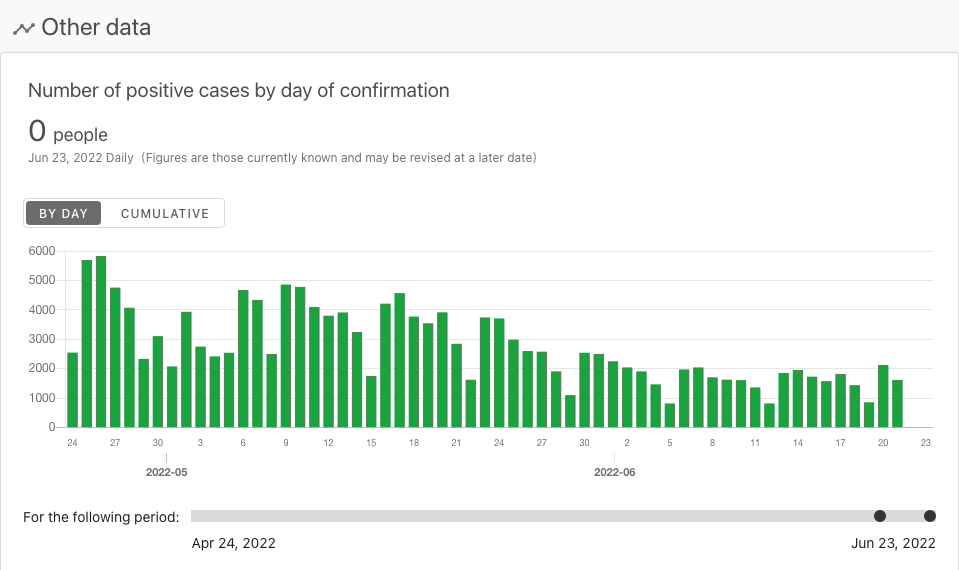 Other data
Number of positive cases by day of confirmation
0 people
Jun 23, 2022 Daily (Figures are those currently known and may be revised at a later date)
BY DAY CUMULATIVE
6000
5000
4000
3000
2000
1000
0
24 27 30 3 6 9 12 15 18 21 24 27 30 2 5 8 11 14 17 20 23
2022-05 2022-06
For the following period:
Apr 24, 2022 Jun 23, 2022